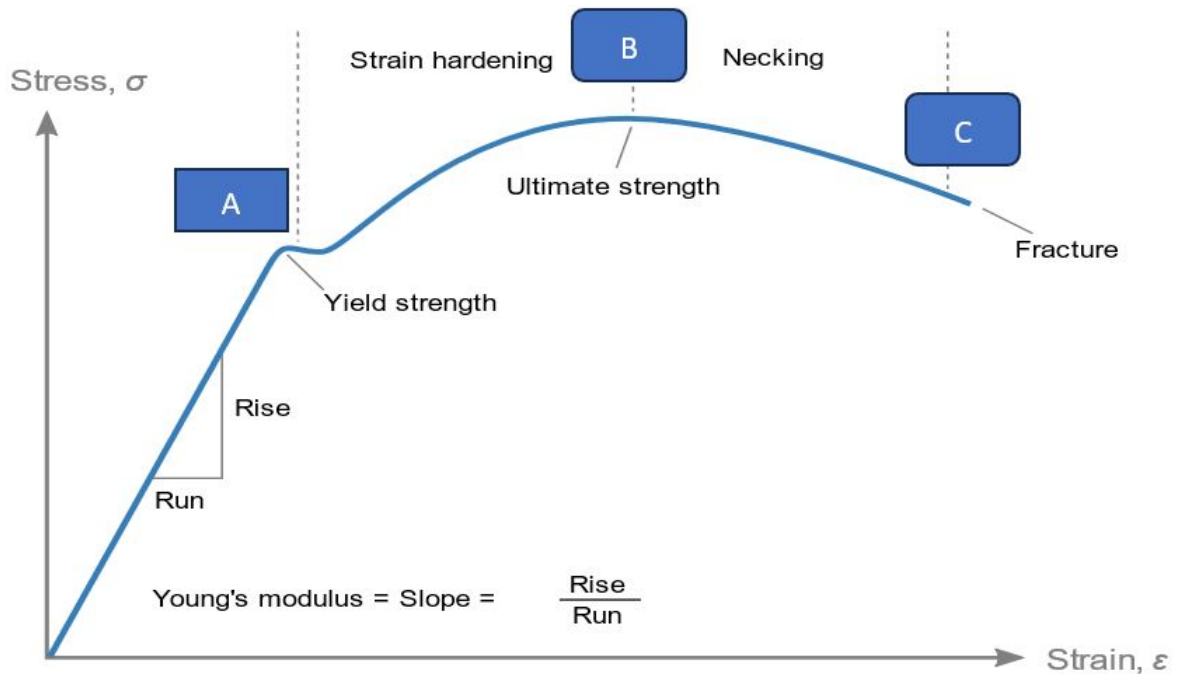 Strain hardening
B
Necking
Stress, σ
C
Ultimate strength
A
Fracture
Yield strength
Rise
Run
Young's modulus = Slope =
Rise
Run
Strain, ε